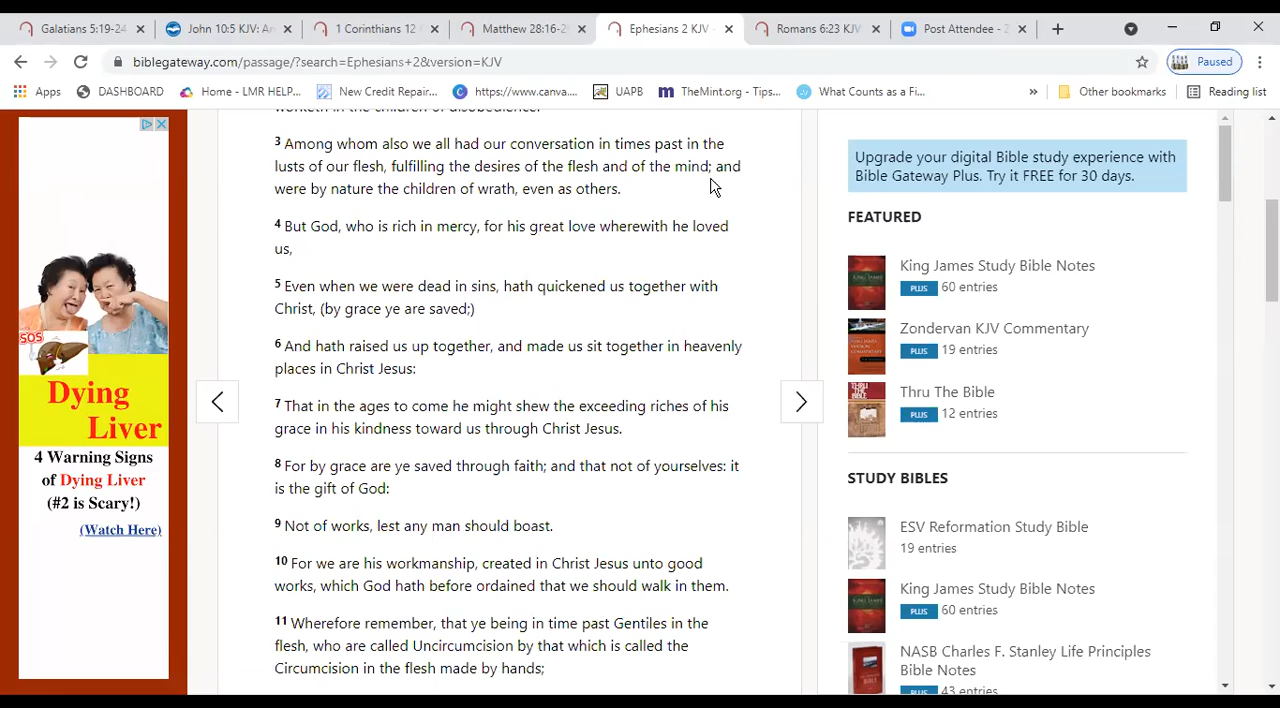 Galatians 5:19-24
John 10:5 KJV: An
1 Corinthians 12
Matthew 28:16-2
Ephesians 2 KJV -
Romans 6:23 KJV
Post Attendee - Z
biblegateway.com/passage/?search=Ephesians+2&version=KJV
Paused
Apps
DASHBOARD
Home - LMR HELP...
New Credit Repair...
https://www.canva....
UAPB
TheMint.org - Tips...
What Counts as a Fi...
»
Other bookmarks
Reading list
SOS
Dying
Liver
4 Warning Signs
of Dying Liver
(#2 is Scary!)
(Watch Here)
worketh in the children of disobedience:
3 Among whom also we all had our conversation in times past in the
lusts of our flesh, fulfilling the desires of the flesh and of the mind; and
were by nature the children of wrath, even as others.
4 But God, who is rich in mercy, for his great love wherewith he loved
us,
5 Even when we were dead in sins, hath quickened us together with
Christ, (by grace ye are saved;)
6 And hath raised us up together, and made us sit together in heavenly
places in Christ Jesus:
7 That in the ages to come he might shew the exceeding riches of his
grace in his kindness toward us through Christ Jesus.
8 For by grace are ye saved through faith; and that not of yourselves: it
is the gift of God:
9 Not of works, lest any man should boast.
10 For we are his workmanship, created in Christ Jesus unto good
works, which God hath before ordained that we should walk in them.
11 Wherefore remember, that ye being in time past Gentiles in the
flesh, who are called Uncircumcision by that which is called the
Circumcision in the flesh made by hands;
Upgrade your digital Bible study experience with
Bible Gateway Plus. Try it FREE for 30 days.
FEATURED
King James Study Bible Notes
PLUS 60 entries
Zondervan KJV Commentary
PLUS 19 entries
Thru The Bible
PLUS 12 entries
STUDY BIBLES
ESV Reformation Study Bible
19 entries
King James Study Bible Notes
PLUS 60 entries
NASB Charles F. Stanley Life Principles
Bible Notes
PLUS 43 entries